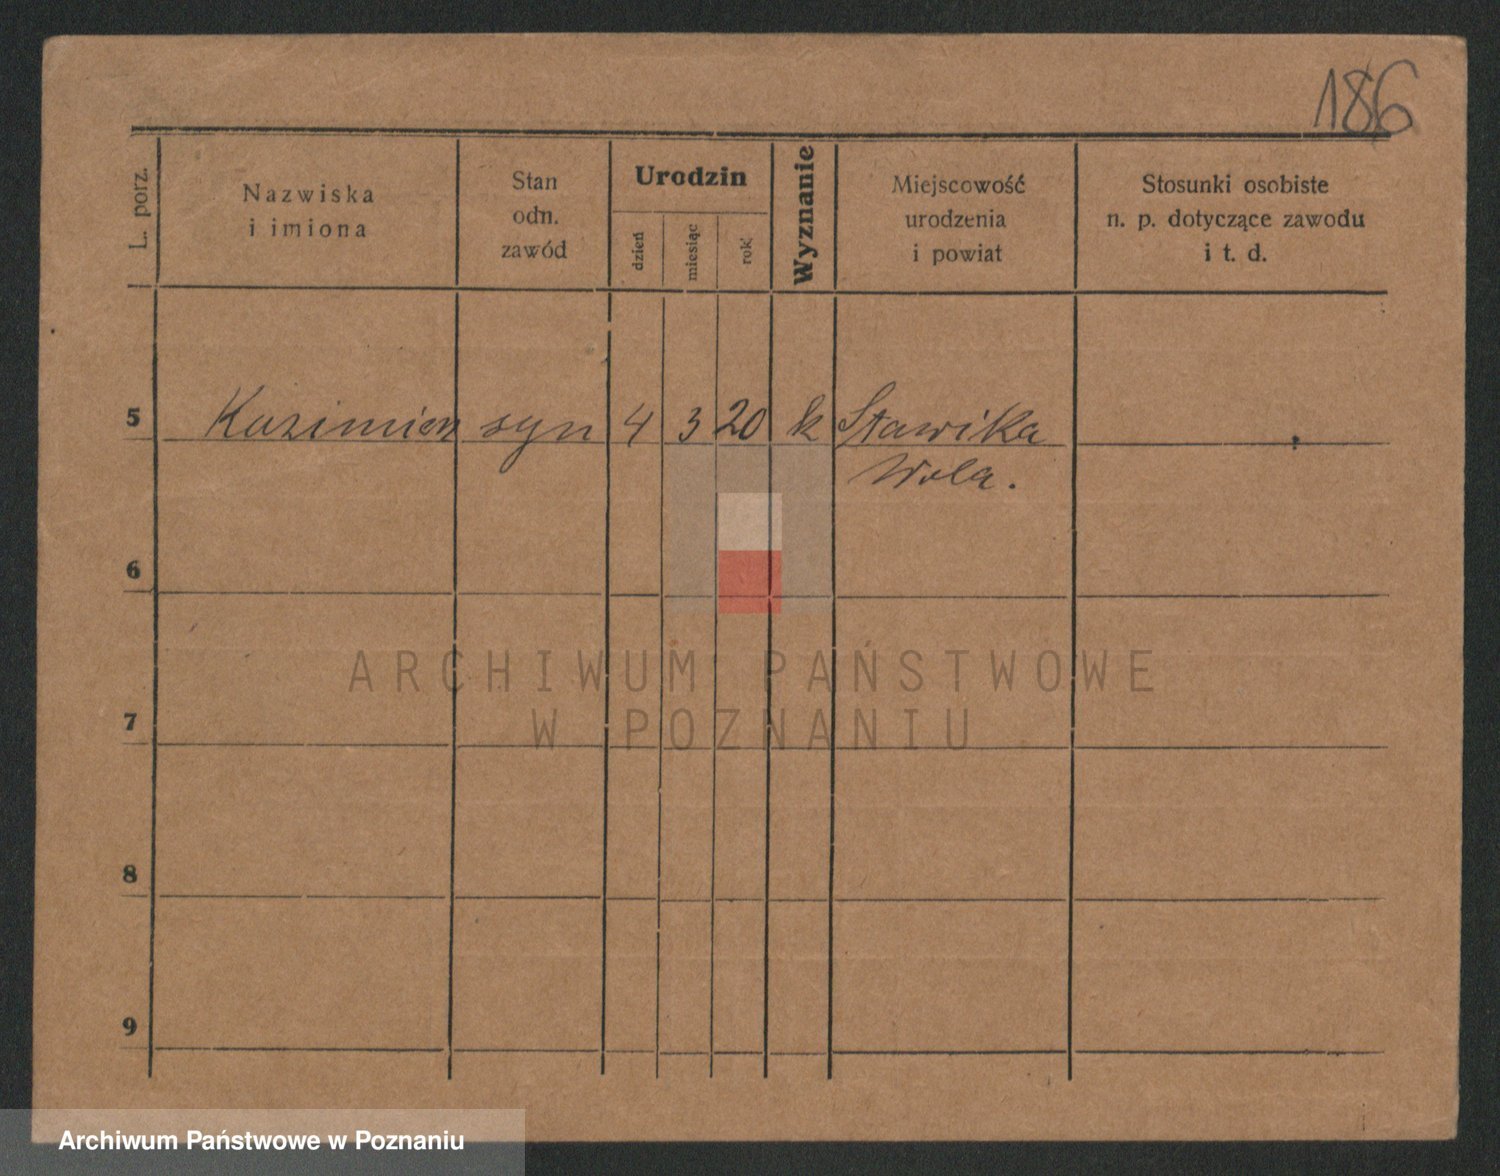 186
L. porz.
Nazwiska
i imiona
Stan
odn.
zawód
Urodzin
dzień
miesiąc
rok
Wyznanie
Miejscowość
urodzenia
i powiat
Stosunki osobiste
n. p. dotyczące zawodu
i t. d.
5 Kazimierz syn 4 3 20 k Stawika
Wola.
6
ARCHIWUM PAŃSTWOWE
W POZNANIU
7
8
9
Archiwum Państwowe w Poznaniu